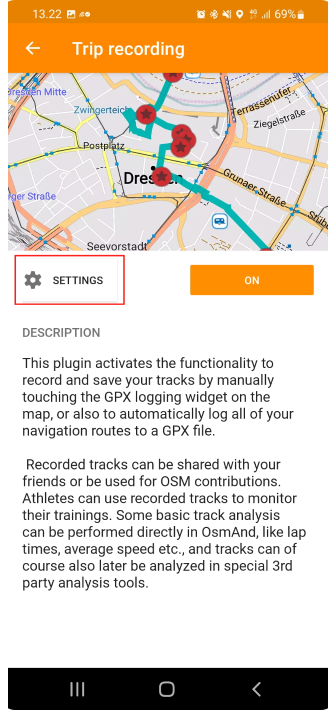 13.22
4G
69%
Trip recording
Dresden Mitte
Zwingerteich
Terrassenufer
Ziegelstraße
Postplatz
Dresden
Grunaer Straße
ger Straße
Seevorstadt
SETTINGS
ON
DESCRIPTION
This plugin activates the functionality to
record and save your tracks by manually
touching the GPX logging widget on the
map, or also to automatically log all of your
navigation routes to a GPX file.
Recorded tracks can be shared with your
friends or be used for OSM contributions.
Athletes can use recorded tracks to monitor
their trainings. Some basic track analysis
can be performed directly in OsmAnd, like lap
times, average speed etc., and tracks can of
course also later be analyzed in special 3rd
party analysis tools.